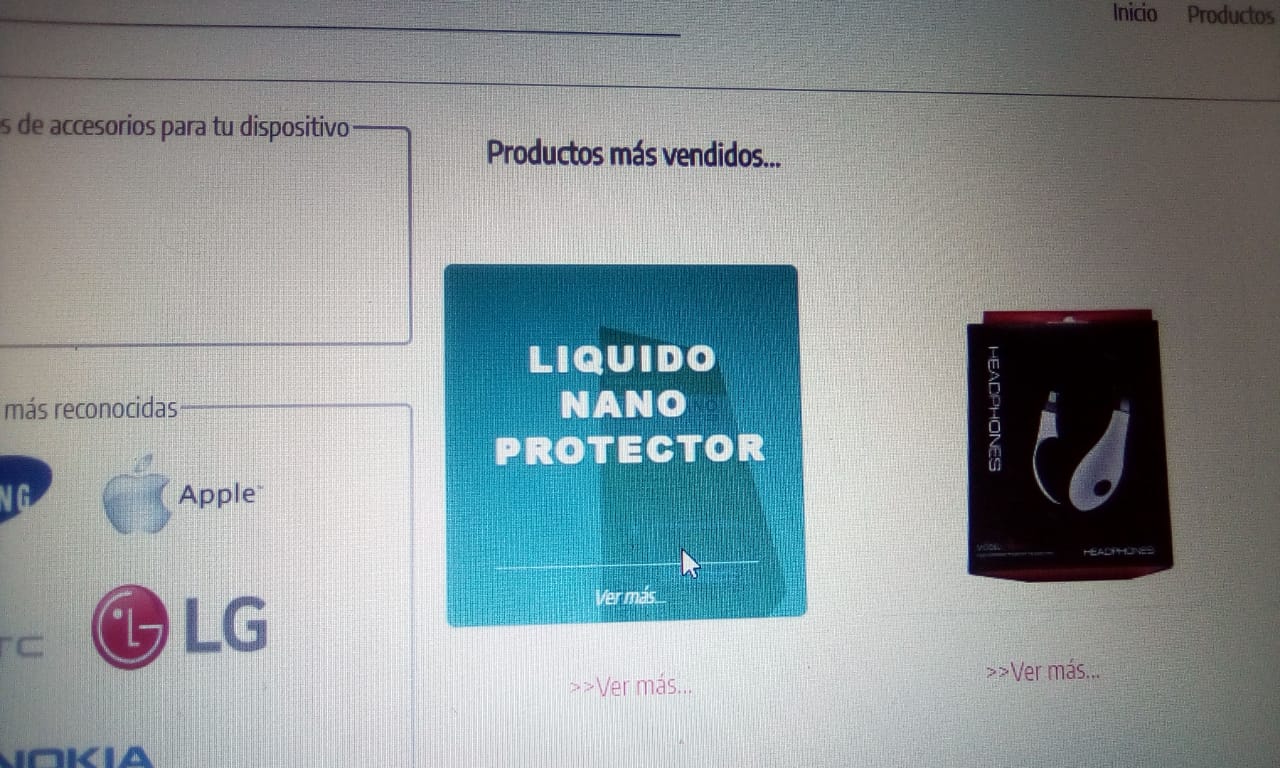 Inicio Productos
s de accesorios para tu dispositivo
Productos más vendidos...
LIQUIDO
NANO
PROTECTOR
Ver más...
>>Ver más...
HEADPHONES
HEADPHONES
>>Ver más...
más reconocidas
NG
Apple
LG
TC
NOKIA